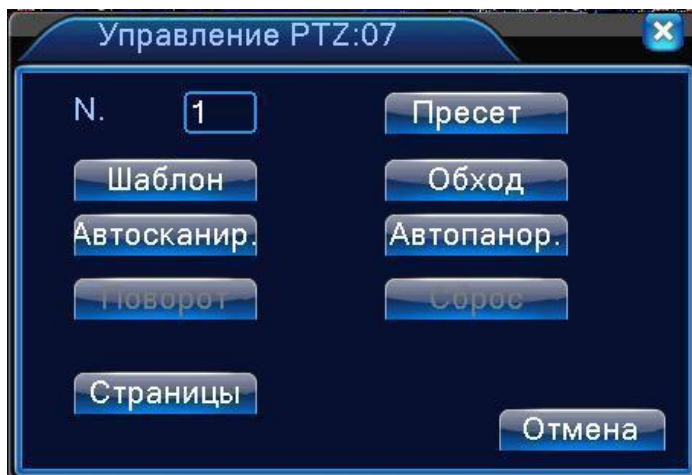 Управление PTZ:07
N. 1 Пресет
Шаблон Обход
Автосканир. Автопанор.
Поворот Сброс
Страницы
Отмена